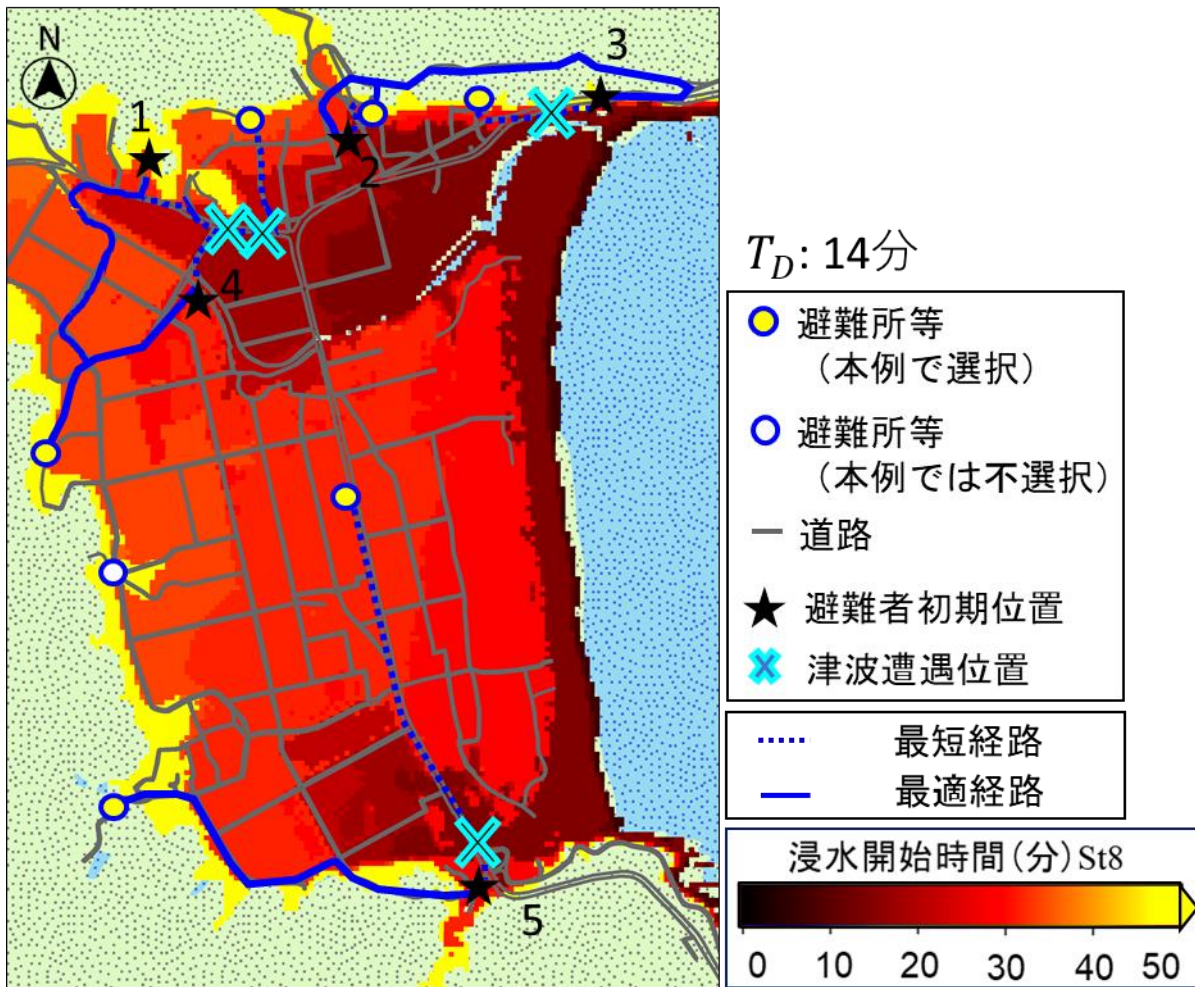 N
1
2
3
4
5
T_D: 14分
避難所等
（本例で選択）
避難所等
（本例では不選択）
道路
避難者初期位置
津波遭遇位置
最短経路
最適経路
浸水開始時間（分）St8
0 10 20 30 40 50